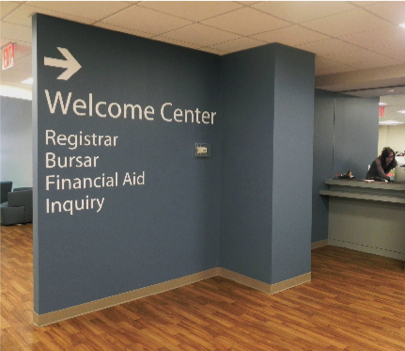 Welcome Center
Registrar
Bursar
Financial Aid
Inquiry